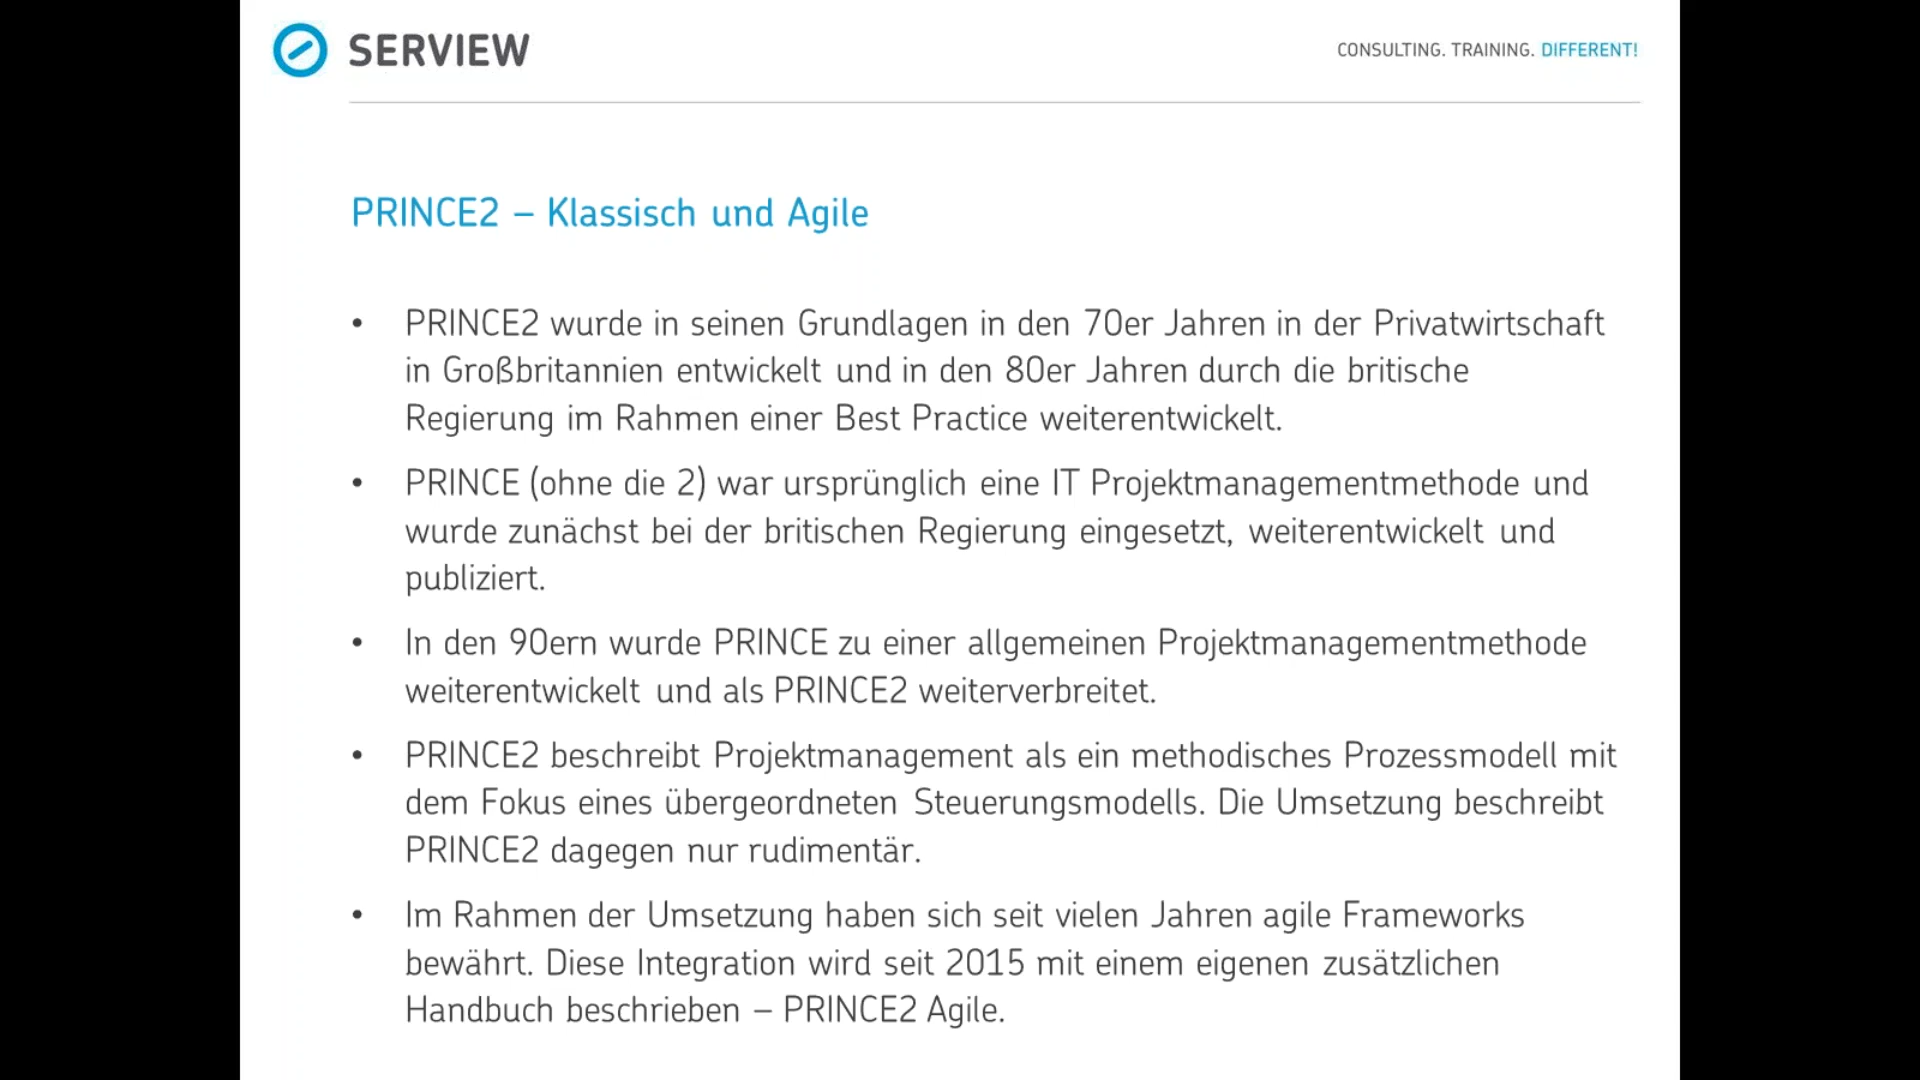 SERVIEW
CONSULTING. TRAINING. DIFFERENT!
PRINCE2 – Klassisch und Agile
• PRINCE2 wurde in seinen Grundlagen in den 70er Jahren in der Privatwirtschaft
in Großbritannien entwickelt und in den 80er Jahren durch die britische
Regierung im Rahmen einer Best Practice weiterentwickelt.
• PRINCE (ohne die 2) war ursprünglich eine IT Projektmanagementmethode und
wurde zunächst bei der britischen Regierung eingesetzt, weiterentwickelt und
publiziert.
• In den 90ern wurde PRINCE zu einer allgemeinen Projektmanagementmethode
weiterentwickelt und als PRINCE2 weiterverbreitet.
• PRINCE2 beschreibt Projektmanagement als ein methodisches Prozessmodell mit
dem Fokus eines übergeordneten Steuerungsmodells. Die Umsetzung beschreibt
PRINCE2 dagegen nur rudimentär.
• Im Rahmen der Umsetzung haben sich seit vielen Jahren agile Frameworks
bewährt. Diese Integration wird seit 2015 mit einem eigenen zusätzlichen
Handbuch beschrieben – PRINCE2 Agile.